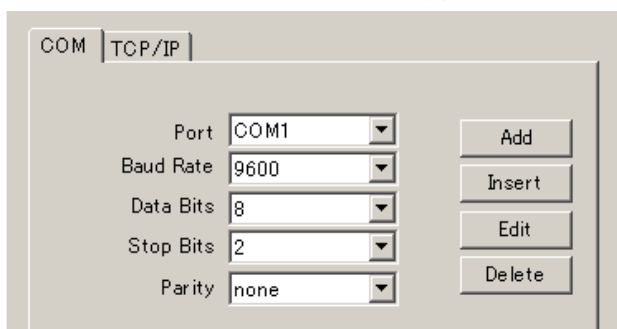 COM TCP/IP
Port COM1
Baud Rate 9600
Data Bits 8
Stop Bits 2
Parity none
Add
Insert
Edit
Delete